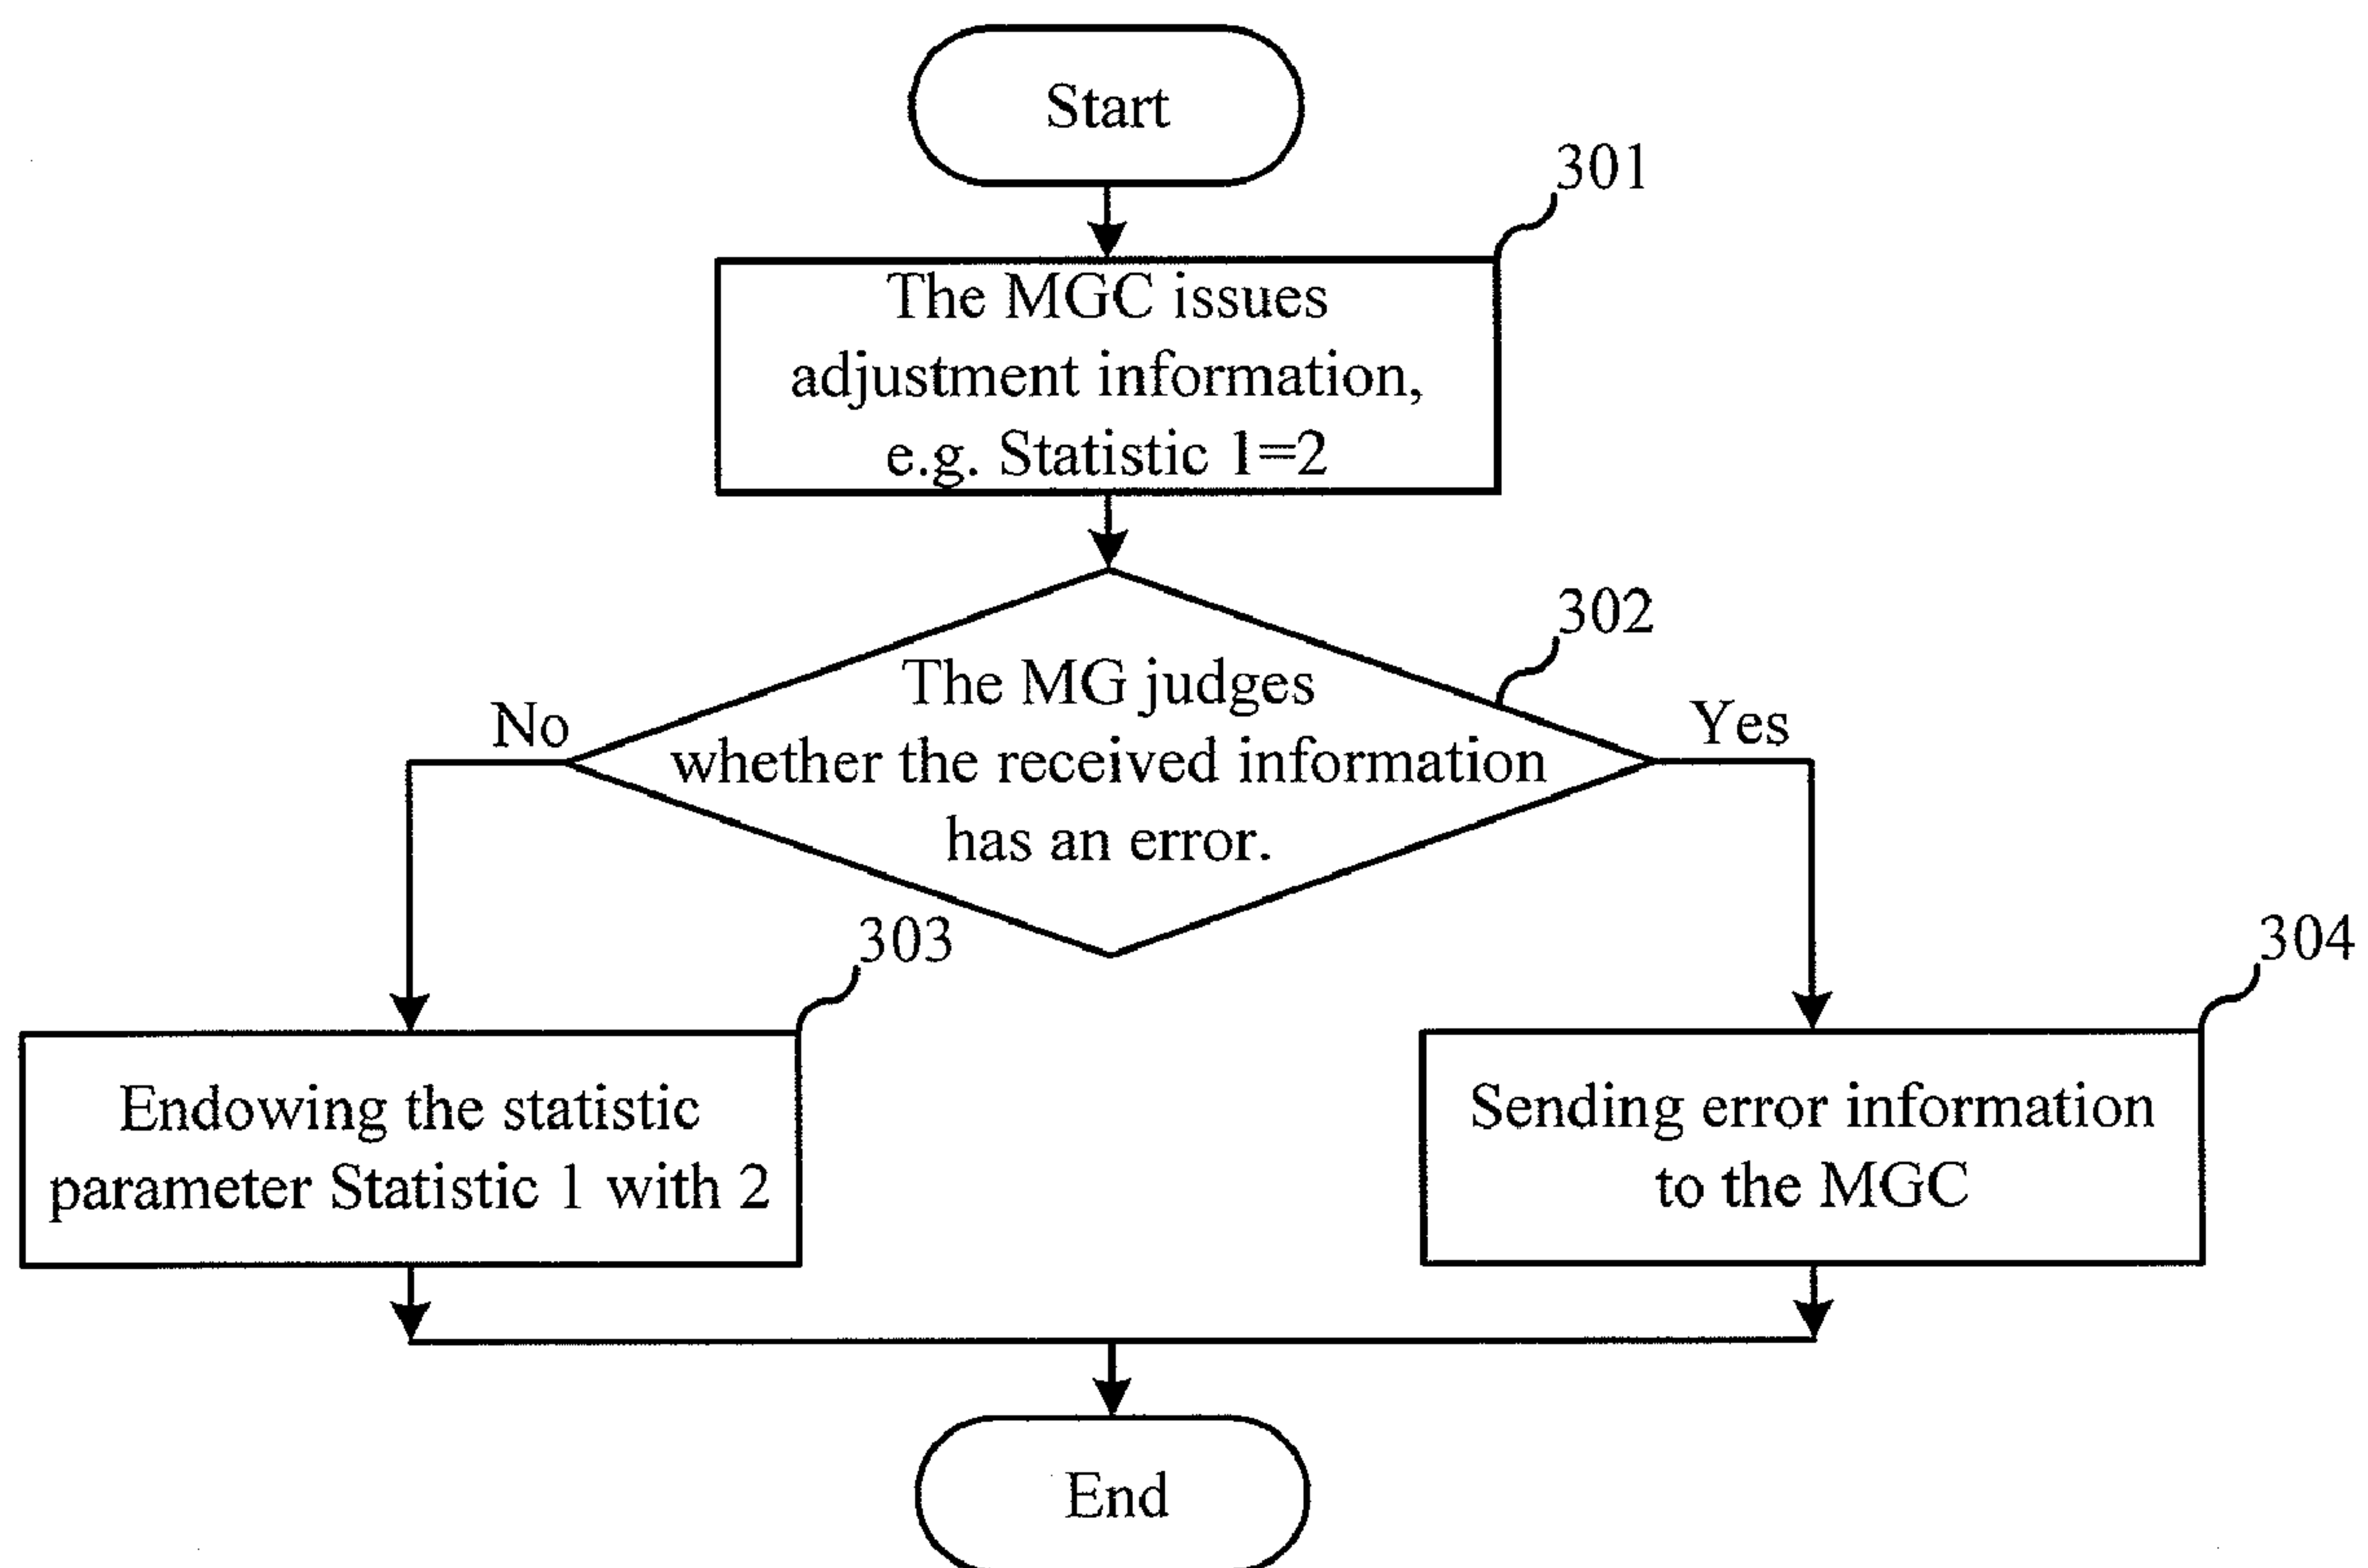 Start
301
The MGC issues
adjustment information,
e.g. Statistic 1=2
302
The MG judges
whether the received information
has an error.
No
Yes
303
304
Endowing the statistic
parameter Statistic 1 with 2
Sending error information
to the MGC
End